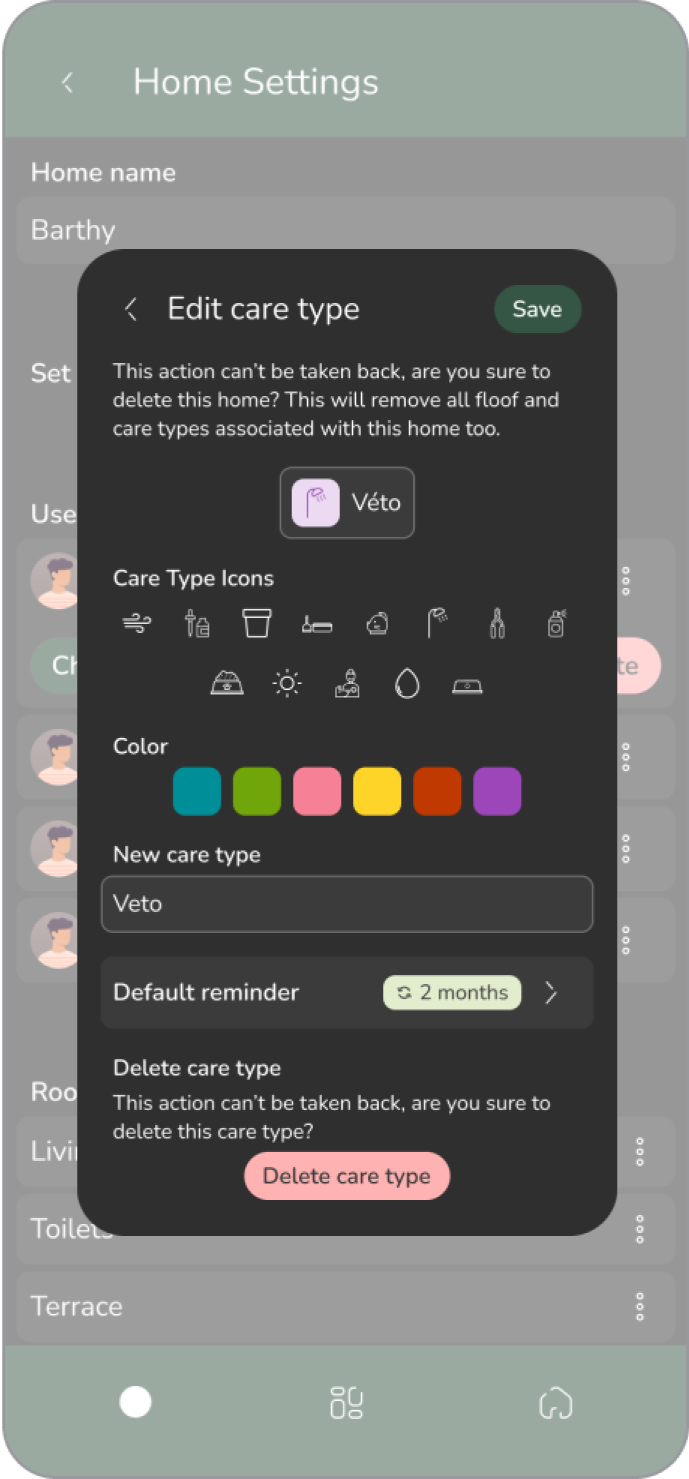 Home Settings
Home name
Barthy
Edit care type
Save
This action can't be taken back, are you sure to
delete this home? This will remove all floof and
care types associated with this home too.
Set
Véto
Use
Care Type Icons
Ch
te
Color
New care type
Veto
Default reminder
2 months
Delete care type
This action can't be taken back, are you sure to
delete this care type?
Roo
Livi
Delete care type
Toilets
Terrace